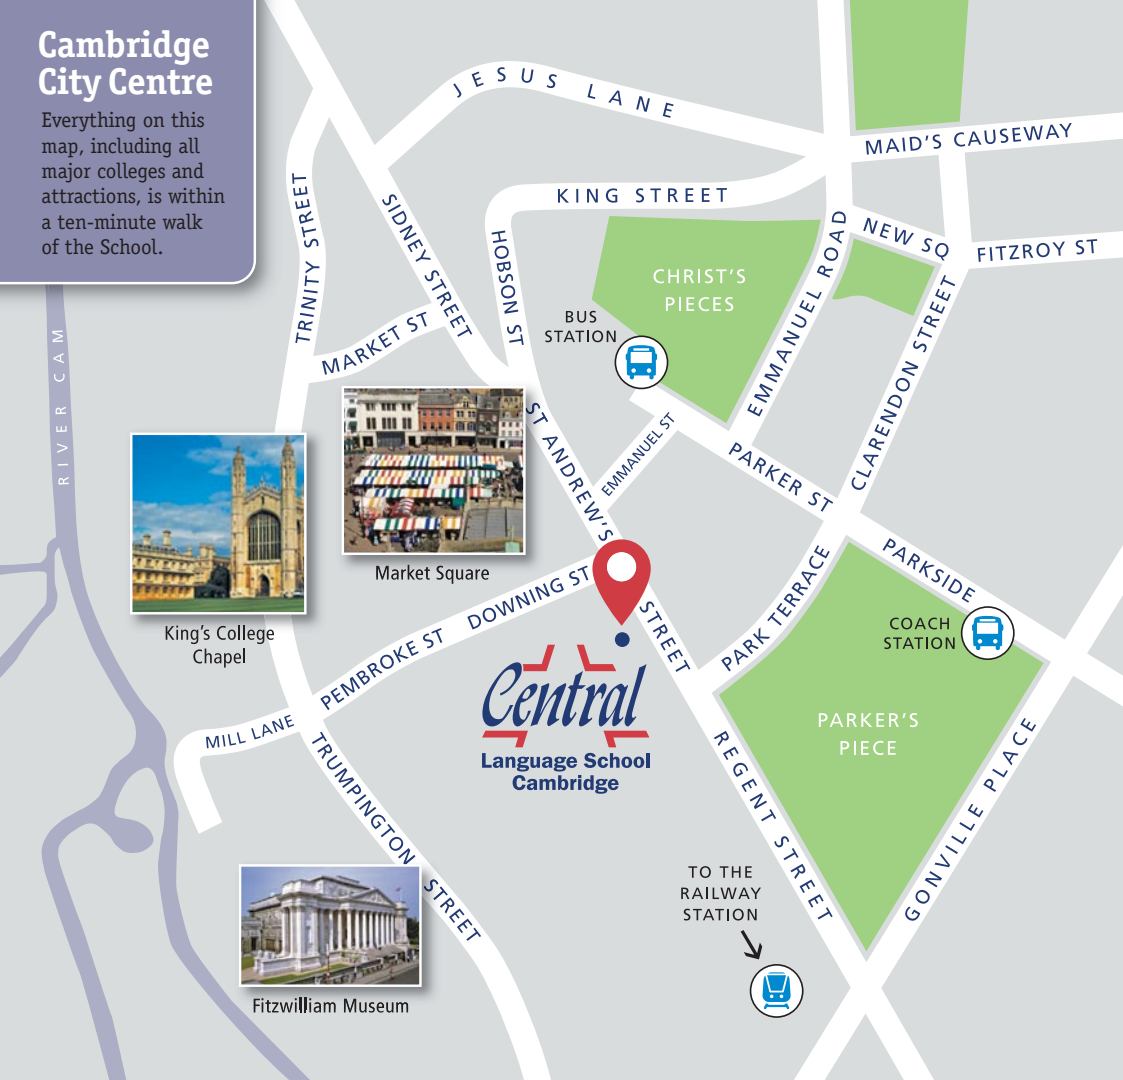 Cambridge
City Centre
Everything on this
map, including all
major colleges and
attractions, is within
a ten-minute walk
of the School.
JESUS LANE
MAID'S CAUSEWAY
KING STREET
TRINITY STREET
SIDNEY STREET
HOBSON ST
NEW SQ
FITZROY ST
EMMANUEL ROAD
CHRIST'S
PIECES
BUS
STATION
MARKET ST
RIVER CAM
CLARENDON STREET
ST ANDREW'S
STREET
EMMANUEL ST
PARKER ST
Market Square
King's College
Chapel
DOWNING ST
PEMBROKE ST
MILL LANE
PARK TERRACE
PARKSIDE
COACH
STATION
Central
Language School
Cambridge
PARKER'S
PIECE
REGENT STREET
GONVILLE PLACE
TRUMPINGTON STREET
TO THE
RAILWAY
STATION
Fitzwilliam Museum